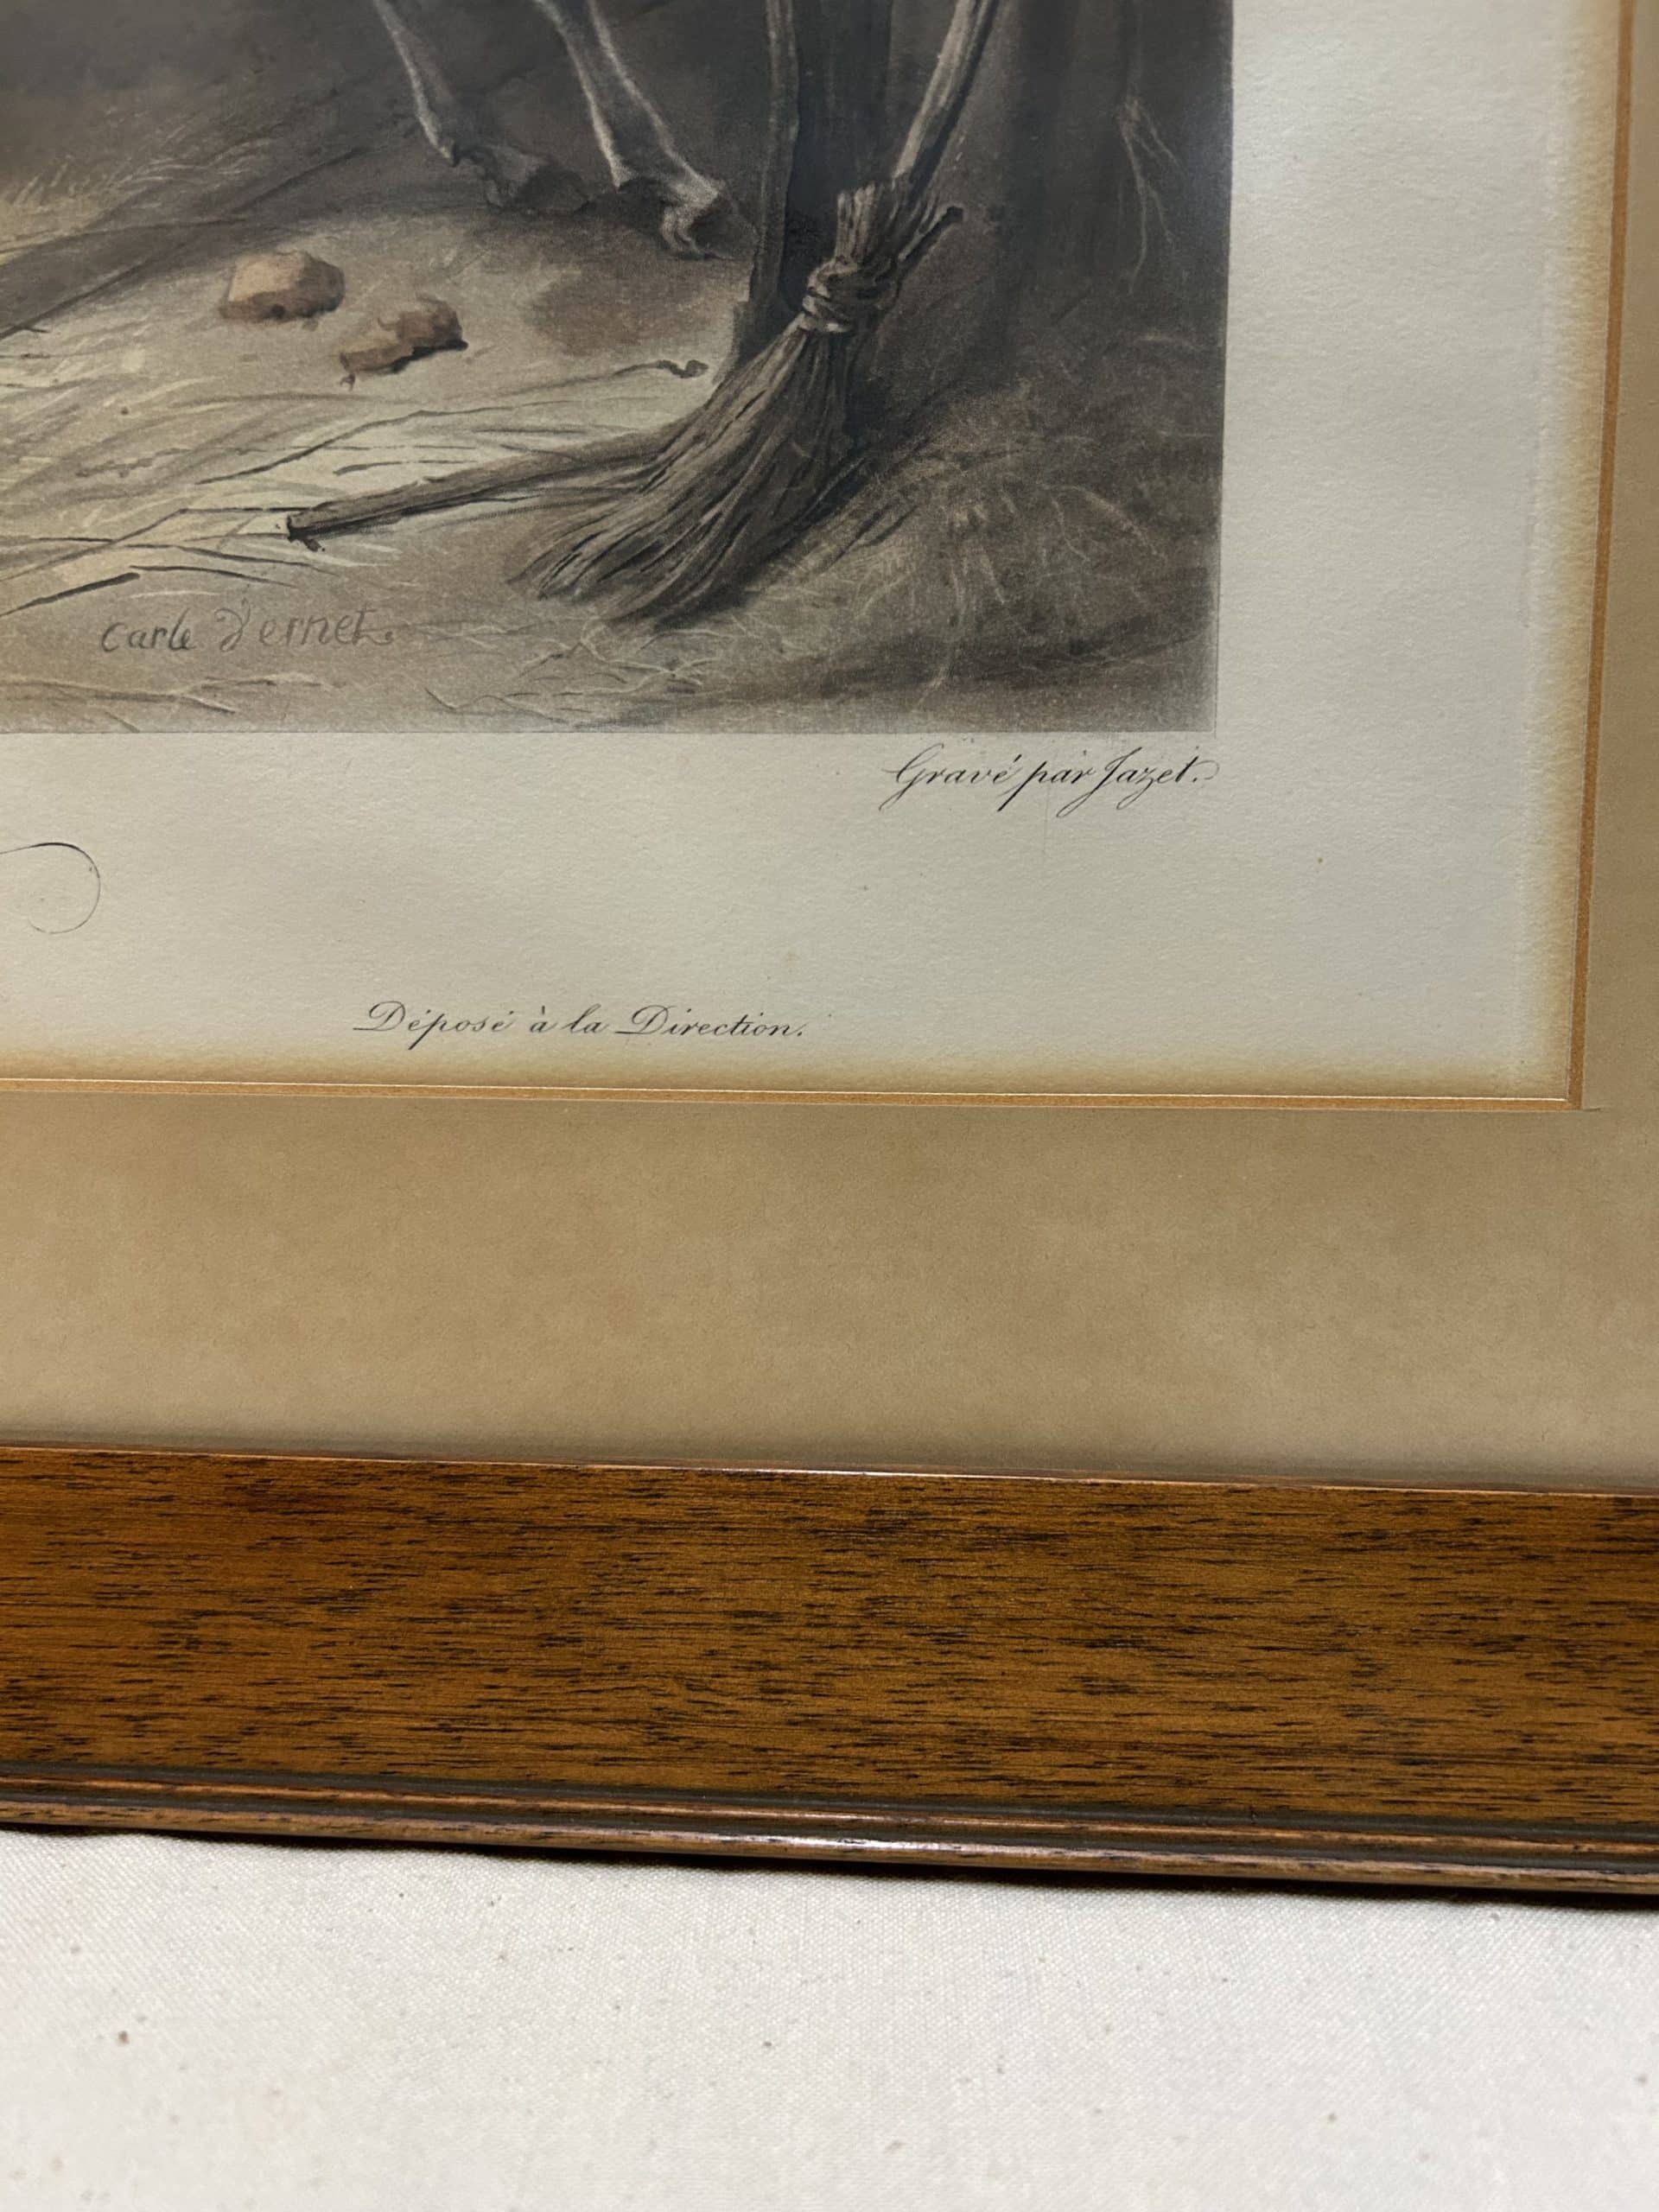 Carle Vernet.
Gravé par Jazet.
Déposé à la Direction.